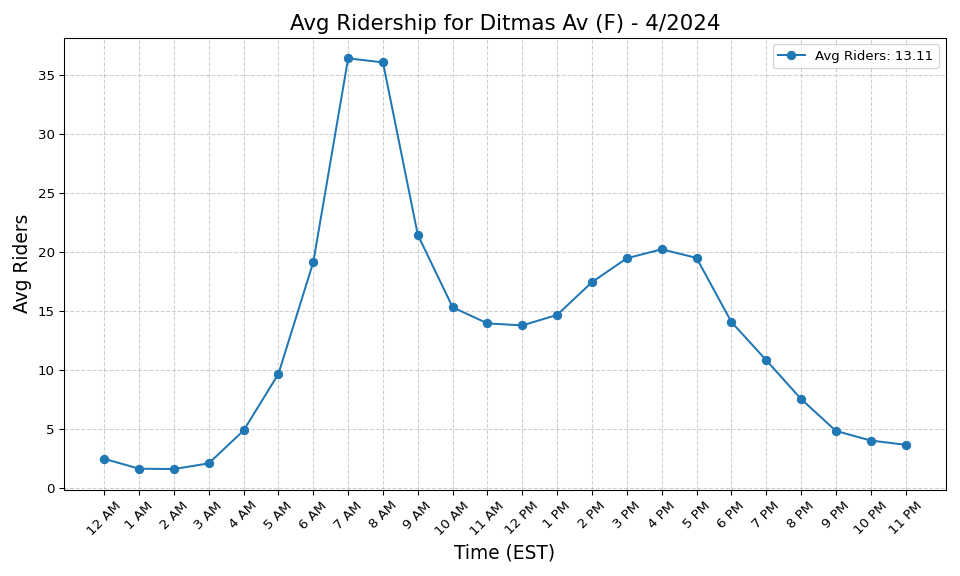 Avg Ridership for Ditmas Av (F) - 4/2024
Avg Riders: 13.11
Avg Riders
35
30
25
20
15
10
5
0
12 AM
1 AM
2 AM
3 AM
4 AM
5 AM
6 AM
7 AM
8 AM
9 AM
10 AM
11 AM
12 PM
1 PM
2 PM
3 PM
4 PM
5 PM
6 PM
7 PM
8 PM
9 PM
10 PM
11 PM
Time (EST)